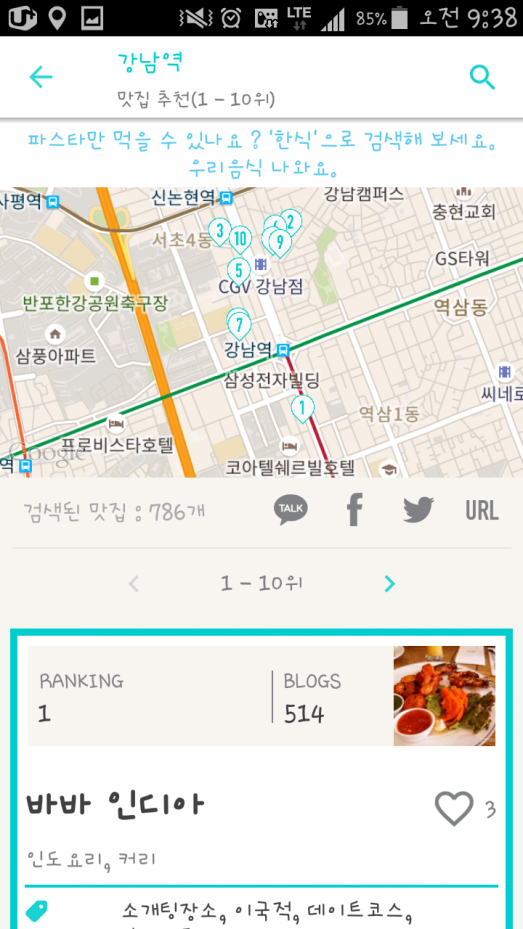 LTE
85%
오전 9:38
강남역
맛집 추천(1 - 10위)
파스타만 먹을 수 있나요? '한식'으로 검색해 보세요.
우리음식 나와요.
사평역
신논현역
강남캠퍼스
충현교회
서초4동
3
10
2
9
5
CGV 강남점
GS타워
반포한강공원축구장
역삼동
7
강남역
삼풍아파트
삼성전자빌딩
씨네
1
역삼1동
프로비스타호텔
Google
역
코아텔쉐르빌호텔
검색된 맛집 : 786개
TALK
URL
1 - 10위
RANKING
1
BLOGS
514
바바 인디아
3
인도 요리, 커리
소개팅장소, 이국적, 데이트코스,